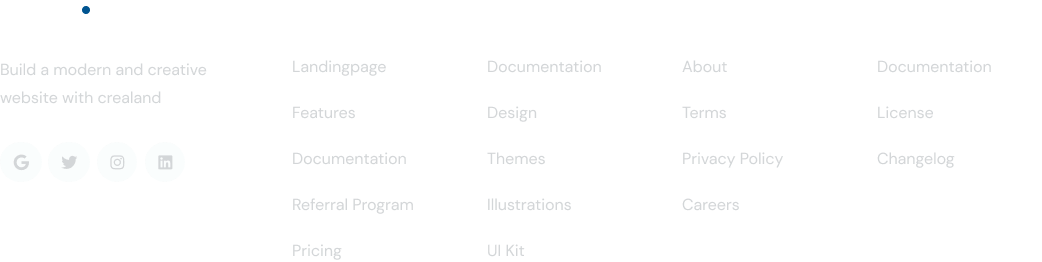 Build a modern and creative
website with crealand
Landingpage
Features
Documentation
Referral Program
Pricing
Documentation
Design
Themes
Illustrations
UI Kit
About
Terms
Privacy Policy
Careers
Documentation
License
Changelog